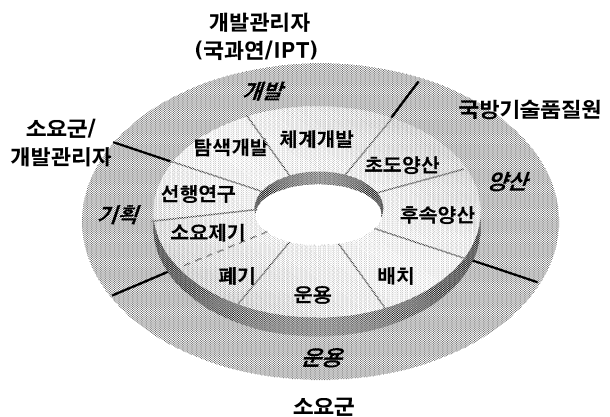 개발관리자
(국과연/IPT)
개발
국방기술품질원
소요군/
개발관리자
탐색개발
체계개발
초도양산
양산
선행연구
기획
후속양산
소요제기
폐기
배치
운용
운용
소요군